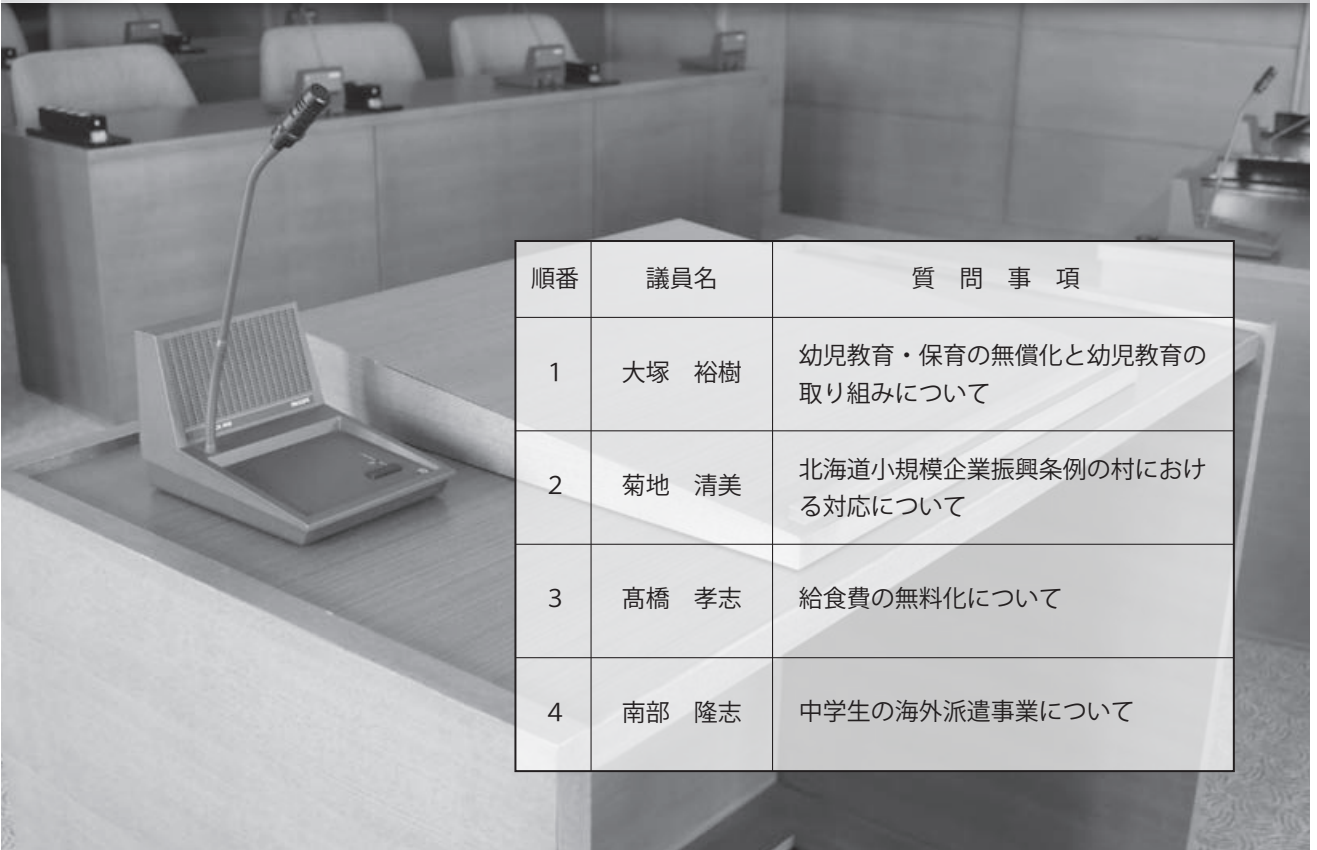 順番 議員名 質問事項
1 大塚 裕樹 幼児教育・保育の無償化と幼児教育の
取り組みについて
2 菊地 清美 北海道小規模企業振興条例の村におけ
る対応について
3 髙橋 孝志 給食費の無料化について
4 南部 隆志 中学生の海外派遣事業について